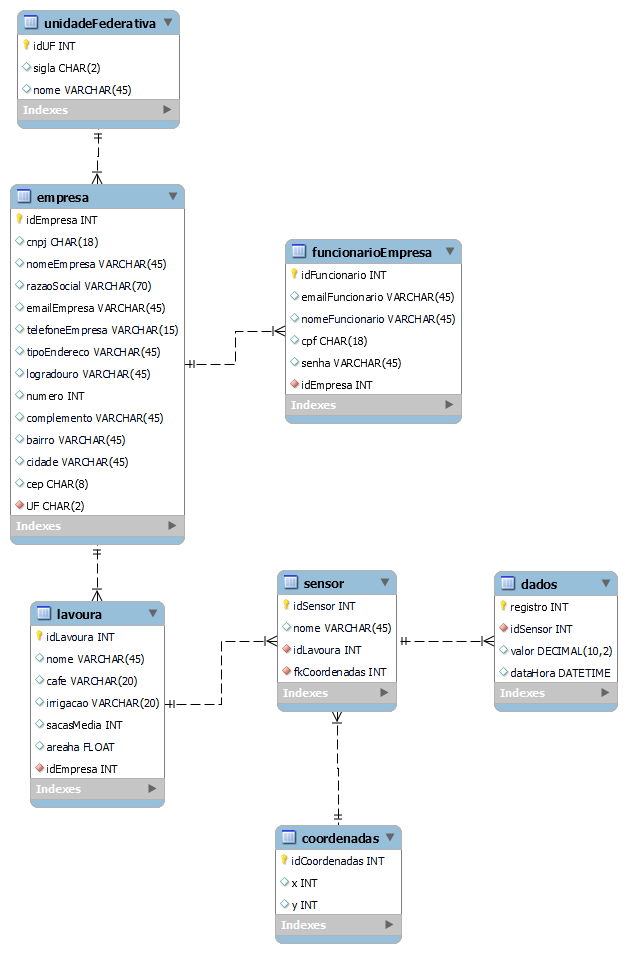 unidadeFederativa
idUF INT
sigla CHAR(2)
nome VARCHAR(45)
Indexes
empresa
idEmpresa INT
cnpj CHAR(18)
nomeEmpresa VARCHAR(45)
razaoSocial VARCHAR(70)
emailEmpresa VARCHAR(45)
telefoneEmpresa VARCHAR(15)
tipoEndereco VARCHAR(45)
logradouro VARCHAR(45)
numero INT
complemento VARCHAR(45)
bairro VARCHAR(45)
cidade VARCHAR(45)
cep CHAR(8)
UF CHAR(2)
Indexes
funcionarioEmpresa
idFuncionario INT
emailFuncionario VARCHAR(45)
nomeFuncionario VARCHAR(45)
cpf CHAR(18)
senha VARCHAR(45)
idEmpresa INT
Indexes
lavoura
idLavoura INT
nome VARCHAR(45)
cafe VARCHAR(20)
irrigacao VARCHAR(20)
sacasMedia INT
areaha FLOAT
idEmpresa INT
Indexes
sensor
idSensor INT
nome VARCHAR(45)
idLavoura INT
fkCoordenadas INT
Indexes
dados
registro INT
idSensor INT
valor DECIMAL(10,2)
dataHora DATETIME
Indexes
coordenadas
idCoordenadas INT
x INT
y INT
Indexes